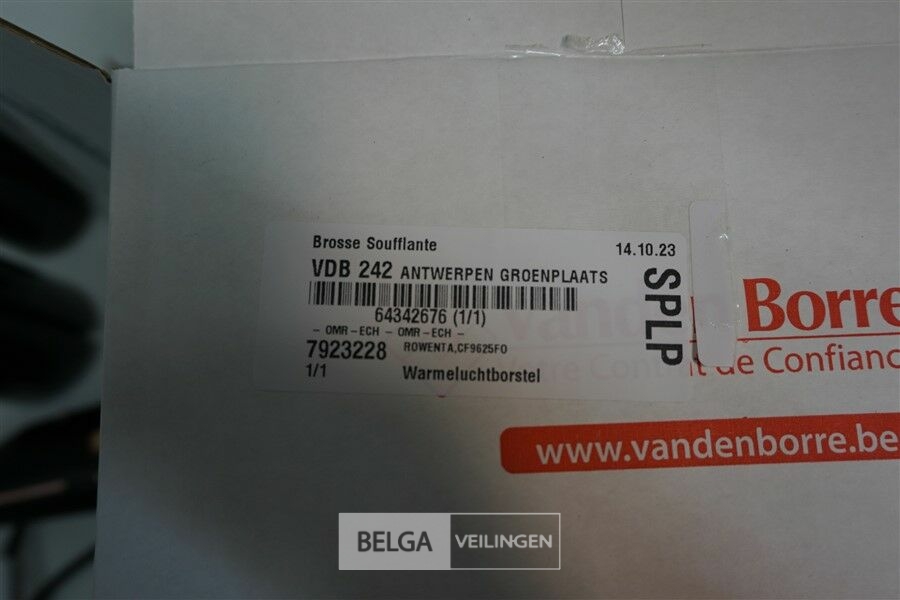 Brosse Soufflante 14.10.23
VDB 242 ANTWERPEN GROENPLAATS
64342676 (1/1)
- OMR-ECH - OMR-ECH -
7923228 ROWENTA,CF9625F0
1/1 Warmeluchtborstel
SPLP
Borre
de Confianc
www.vandenborre.be
BELGA VEILINGEN